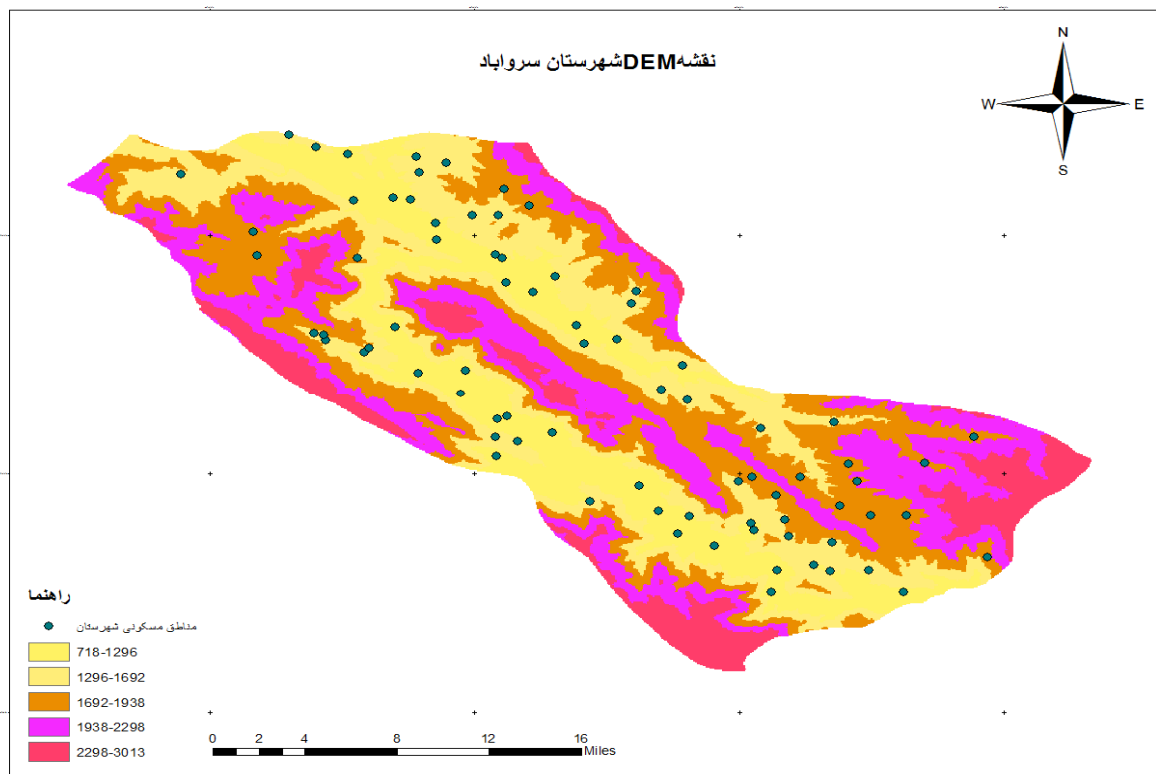 نقشهDEMشهرستان سرواباد
N
W
E
S
راهنما
مناطق مسکونی شهرستان
718-1296
1296-1692
1692-1938
1938-2298
2298-3013
0 2 4 8 12 16
Miles